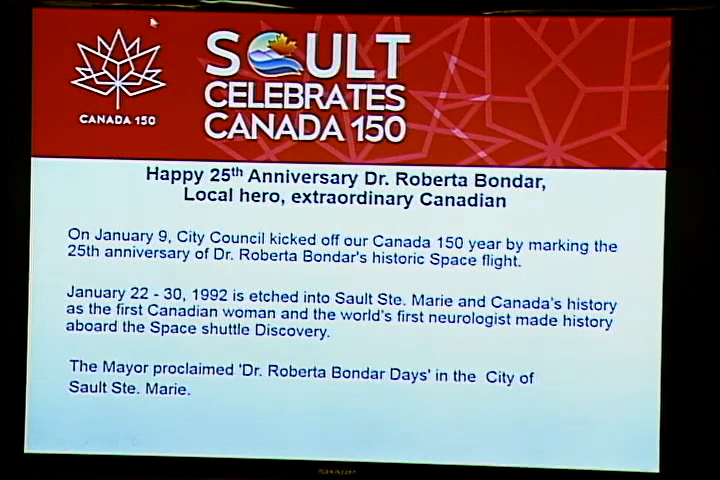 CANADA 150
SAULT
CELEBRATES
CANADA 150
Happy 25th Anniversary Dr. Roberta Bondar,
Local hero, extraordinary Canadian
On January 9, City Council kicked off our Canada 150 year by marking the
25th anniversary of Dr. Roberta Bondar's historic Space flight.
January 22 - 30, 1992 is etched into Sault Ste. Marie and Canada's history
as the first Canadian woman and the world's first neurologist made history
aboard the Space shuttle Discovery.
The Mayor proclaimed 'Dr. Roberta Bondar Days' in the City of
Sault Ste. Marie.